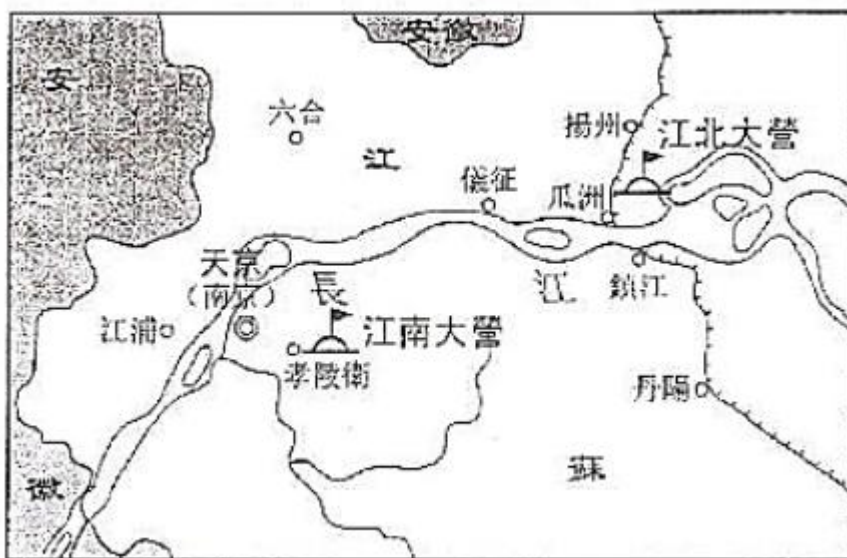 安徽
安
六合
揚州
江北大營
江
儀征
瓜洲
天京
(南京)
長
江
鎮江
江浦
江南大營
孝陵衛
丹陽
蘇
徽